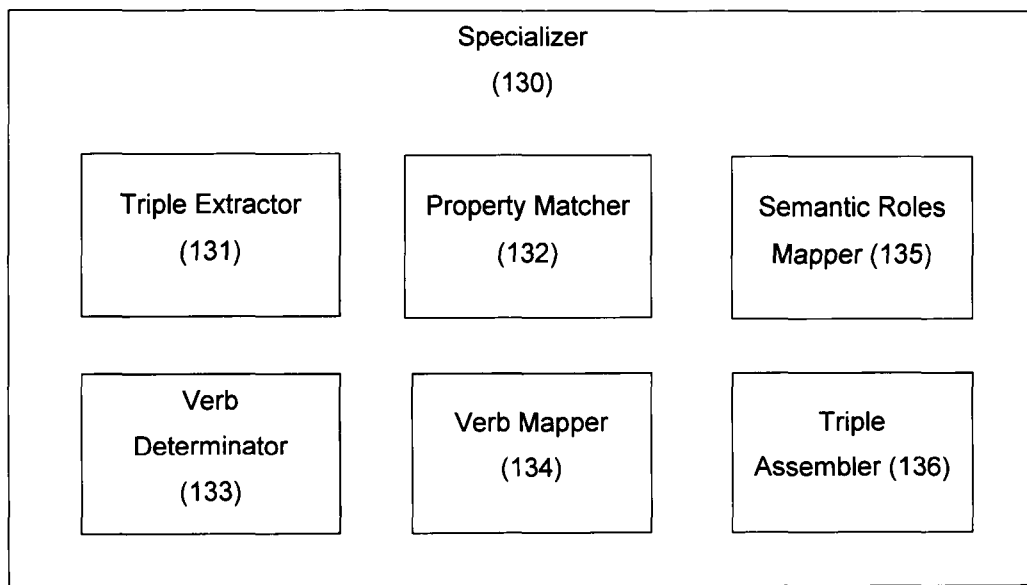 Specializer
(130)
Triple Extractor
(131)
Property Matcher
(132)
Semantic Roles
Mapper (135)
Verb
Determinator
(133)
Verb Mapper
(134)
Triple
Assembler (136)